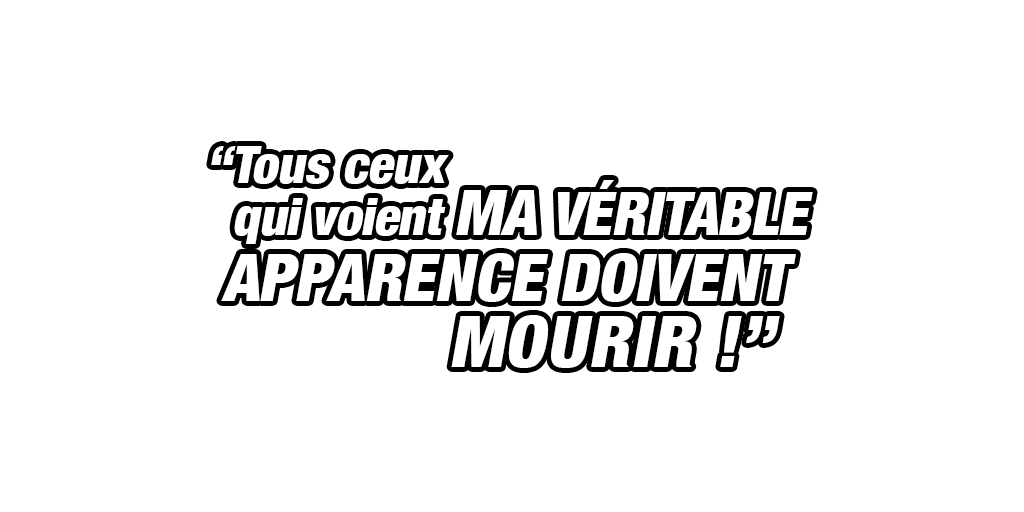 “Tous ceux
qui voient MA VÉRITABLE
APPARENCE DOIVENT
MOURIR !”